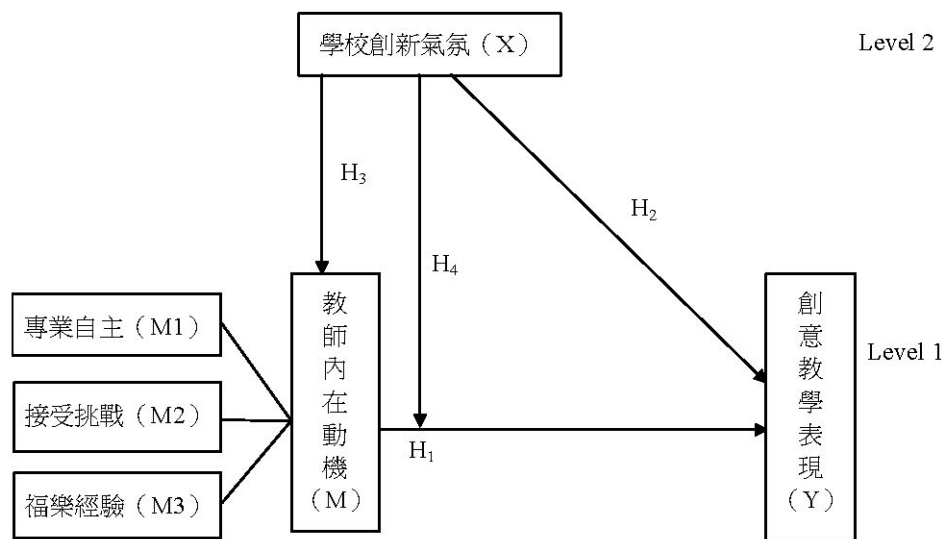 學校創新氣氛（X）
Level 2
H3
H2
H4
專業自主（M1）
接受挑戰（M2）
福樂經驗（M3）
教師內在動機（M）
H1
創意教學表現（Y）
Level 1